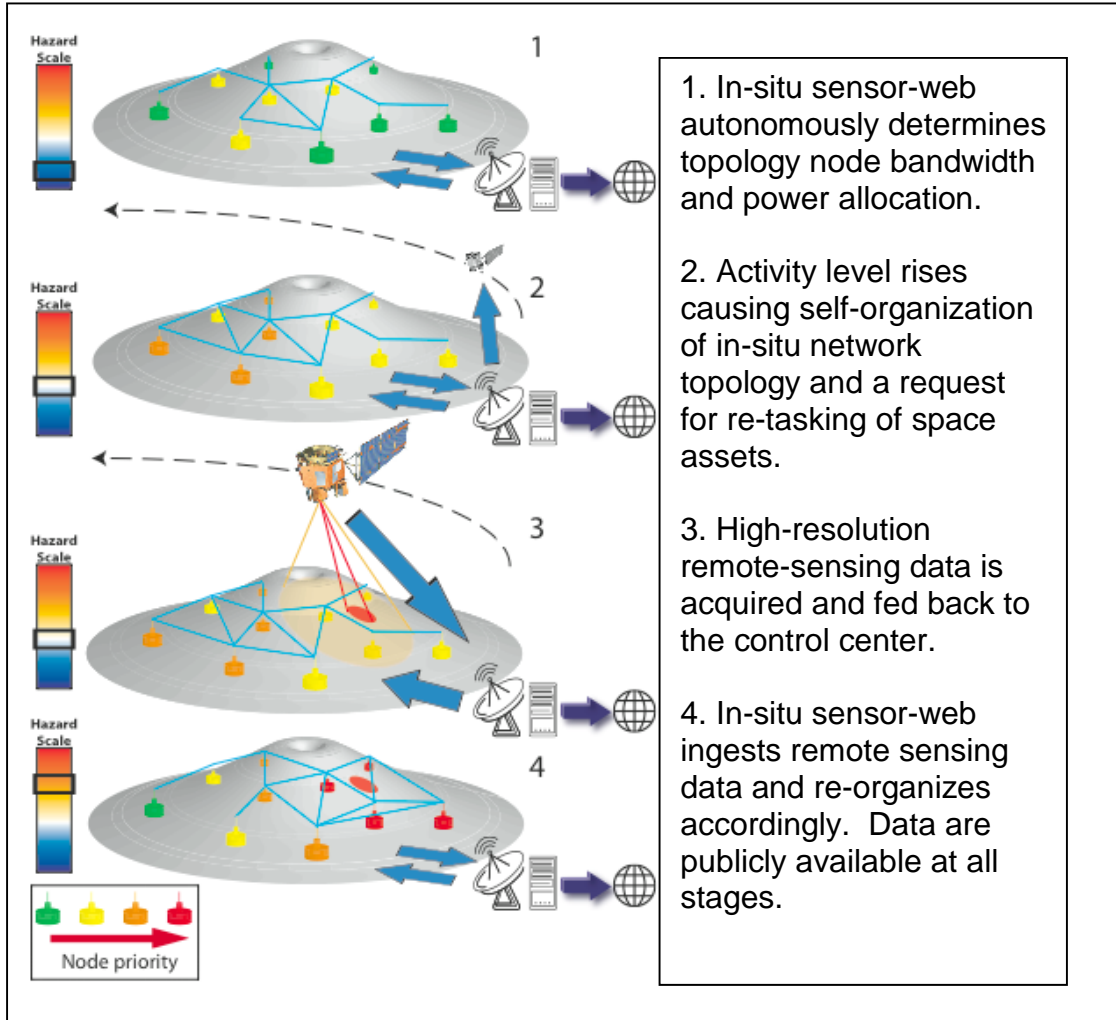 Hazard
Scale
1
2
Hazard
Scale
3
Hazard
Scale
Hazard
Scale
4
Node priority
1. In-situ sensor-web
autonomously determines
topology node bandwidth
and power allocation.
2. Activity level rises
causing self-organization
of in-situ network
topology and a request
for re-tasking of space
assets.
3. High-resolution
remote-sensing data is
acquired and fed back to
the control center.
4. In-situ sensor-web
ingests remote sensing
data and re-organizes
accordingly.  Data are
publicly available at all
stages.